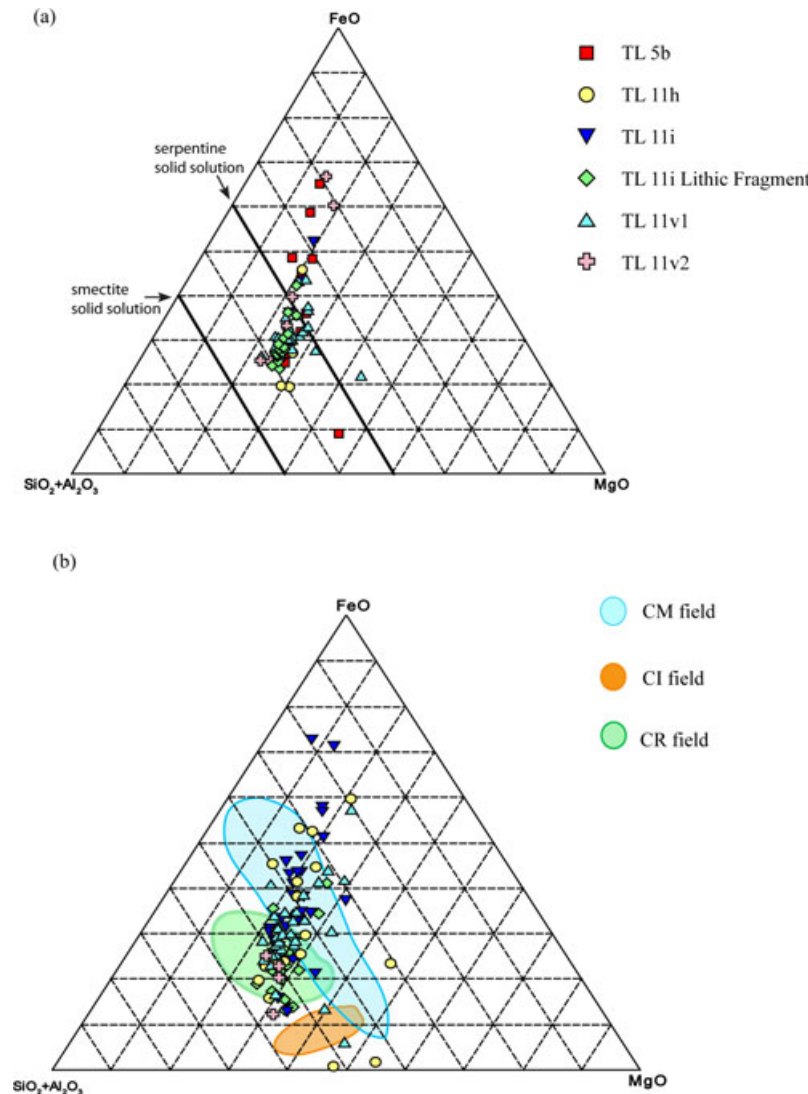 (a)
FeO
TL 5b
TL 11h
TL 11i
TL 11i Lithic Fragment
TL 11v1
TL 11v2
serpentine
solid solution
smectite
solid solution
SiO₂+Al₂O₃
MgO
(b)
FeO
CM field
CI field
CR field
SiO₂+Al₂O₃
MgO